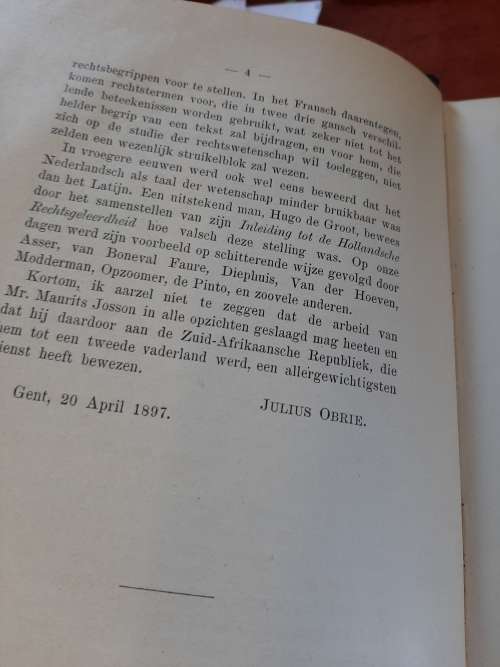 — 4 —
rechtsbegrippen voor te stellen. In het Fransch daarentegen,
komen rechtstermen voor, die in twee drie gansch verschil-
lende beteekenissen worden gebruikt, wat zeker niet tot het
helder begrip van een tekst zal bijdragen, en voor hem, die
zich op de studie der rechtswetenschap wil toeleggen, niet
zelden een wezenlijk struikelblok zal wezen.
In vroegere eeuwen werd ook wel eens beweerd dat het
Nederlandsch als taal der wetenschap minder bruikbaar was
dan het Latijn. Een uitstekend man, Hugo de Groot, bewees
door het samenstellen van zijn Inleiding tot de Hollandsche
Rechtsgeleerdheid hoe valsch deze stelling was. Op onze
dagen werd zijn voorbeeld op schitterende wijze gevolgd door
Asser, van Boneval Faure, Diephuis, Van der Hoeven,
Modderman, Opzoomer, de Pinto, en zoovele anderen.
Kortom, ik aarzel niet te zeggen dat de arbeid van
Mr. Maurits Josson in alle opzichten geslaagd mag heeten en
dat hij daardoor aan de Zuid-Afrikaansche Republiek, die
hem tot een tweede vaderland werd, een allergewichtigsten
ienst heeft bewezen.
Gent, 20 April 1897.
JULIUS OBRIE.